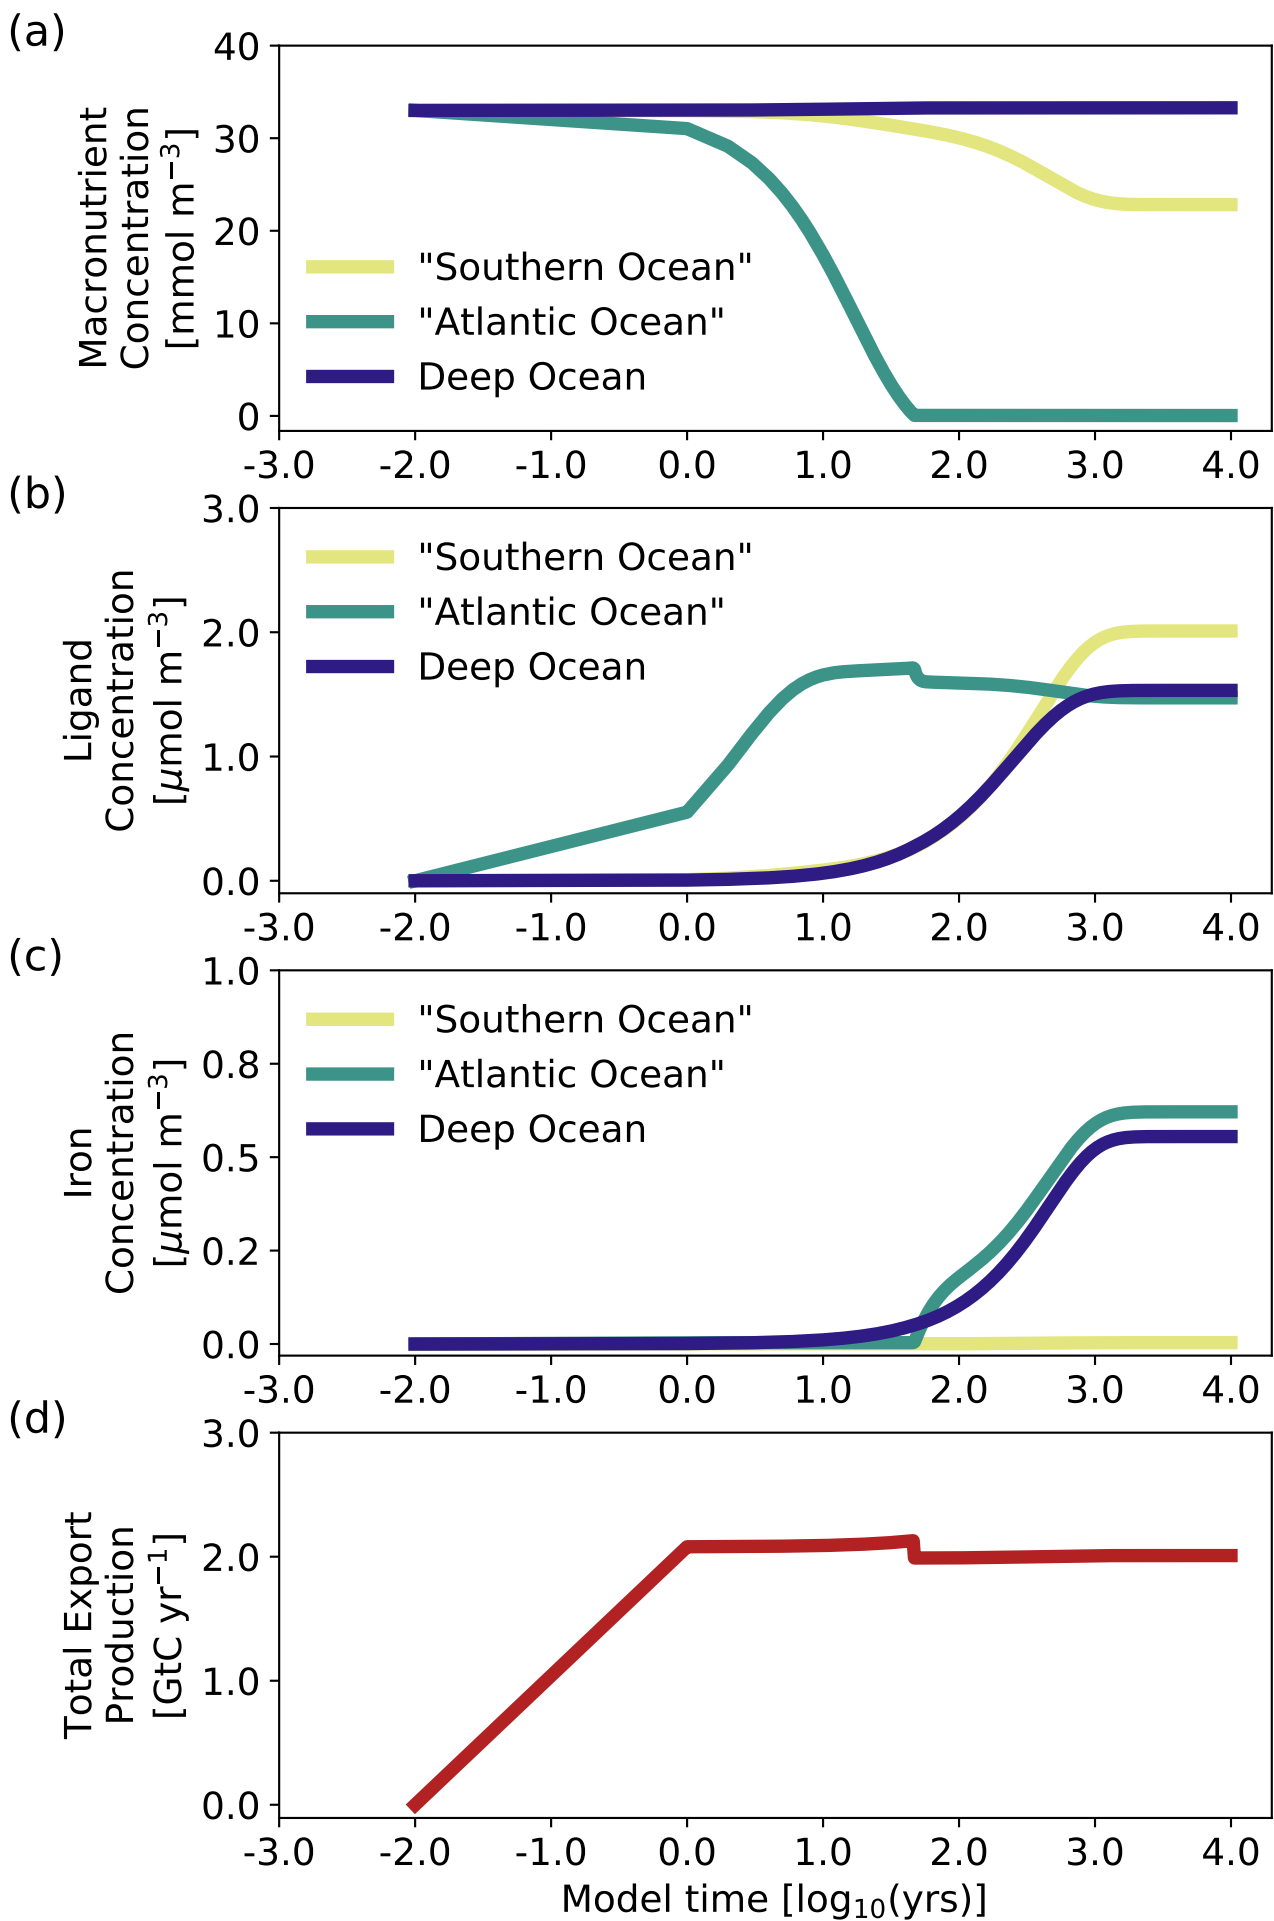 (a)
Macronutrient
Concentration
[mmol m⁻³]
40
30
20
10
0
"Southern Ocean"
"Atlantic Ocean"
Deep Ocean
-3.0 -2.0 -1.0 0.0 1.0 2.0 3.0 4.0
(b)
Ligand
Concentration
[μmol m⁻³]
3.0
2.0
1.0
0.0
"Southern Ocean"
"Atlantic Ocean"
Deep Ocean
-3.0 -2.0 -1.0 0.0 1.0 2.0 3.0 4.0
(c)
Iron
Concentration
[μmol m⁻³]
1.0
0.8
0.5
0.2
0.0
"Southern Ocean"
"Atlantic Ocean"
Deep Ocean
-3.0 -2.0 -1.0 0.0 1.0 2.0 3.0 4.0
(d)
Total Export
Production
[GtC yr⁻¹]
3.0
2.0
1.0
0.0
-3.0 -2.0 -1.0 0.0 1.0 2.0 3.0 4.0
Model time [log₁₀(yrs)]